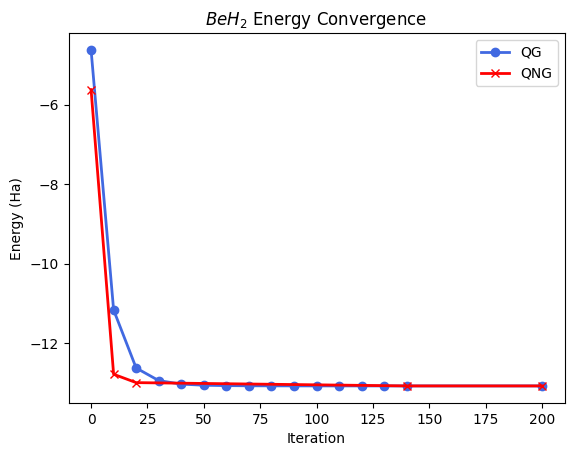 BeH₂ Energy Convergence
QG
QNG
Energy (Ha)
−6
−8
−10
−12
0 25 50 75 100 125 150 175 200
Iteration